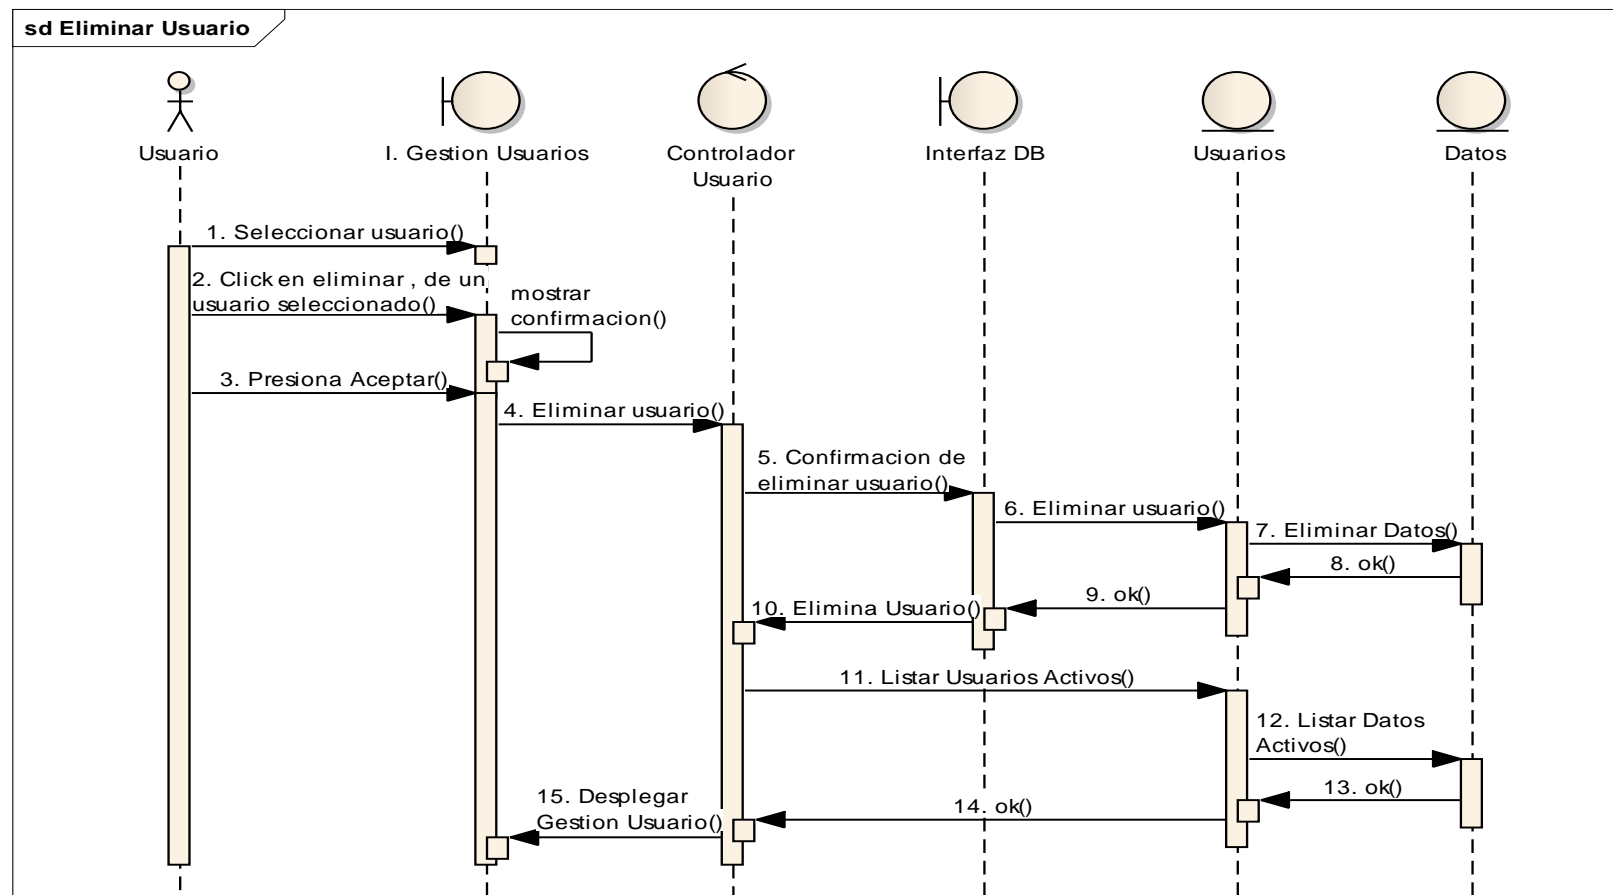 sd Eliminar Usuario
Usuario
I. Gestion Usuarios
Controlador
Usuario
Interfaz DB
Usuarios
Datos
1. Seleccionar usuario()
2. Click en eliminar , de un
usuario seleccionado()
mostrar
confirmacion()
3. Presiona Aceptar()
4. Eliminar usuario()
5. Confirmacion de
eliminar usuario()
6. Eliminar usuario()
7. Eliminar Datos()
8. ok()
9. ok()
10. Elimina Usuario()
11. Listar Usuarios Activos()
12. Listar Datos
Activos()
13. ok()
14. ok()
15. Desplegar
Gestion Usuario()